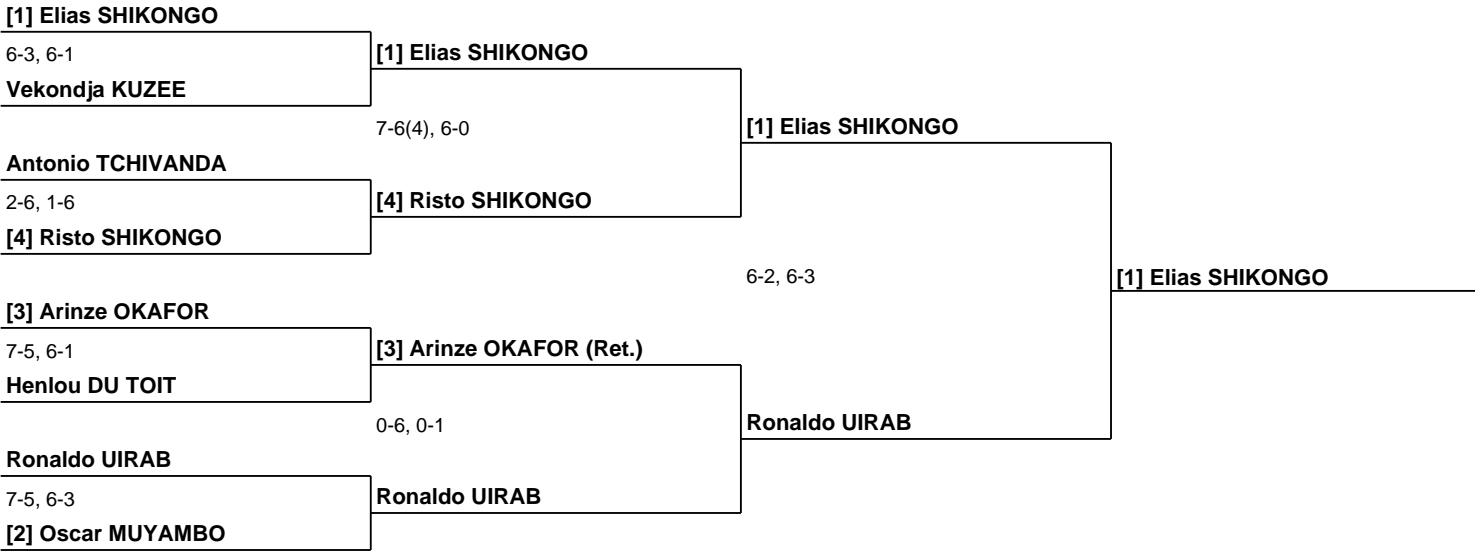 [1] Elias SHIKONGO
6-3, 6-1
[1] Elias SHIKONGO
Vekondja KUZEE
7-6(4), 6-0
[1] Elias SHIKONGO
Antonio TCHIVANDA
2-6, 1-6
[4] Risto SHIKONGO
[4] Risto SHIKONGO
6-2, 6-3
[1] Elias SHIKONGO
[3] Arinze OKAFOR
7-5, 6-1
[3] Arinze OKAFOR (Ret.)
Henlou DU TOIT
0-6, 0-1
Ronaldo UIRAB
Ronaldo UIRAB
7-5, 6-3
Ronaldo UIRAB
[2] Oscar MUYAMBO